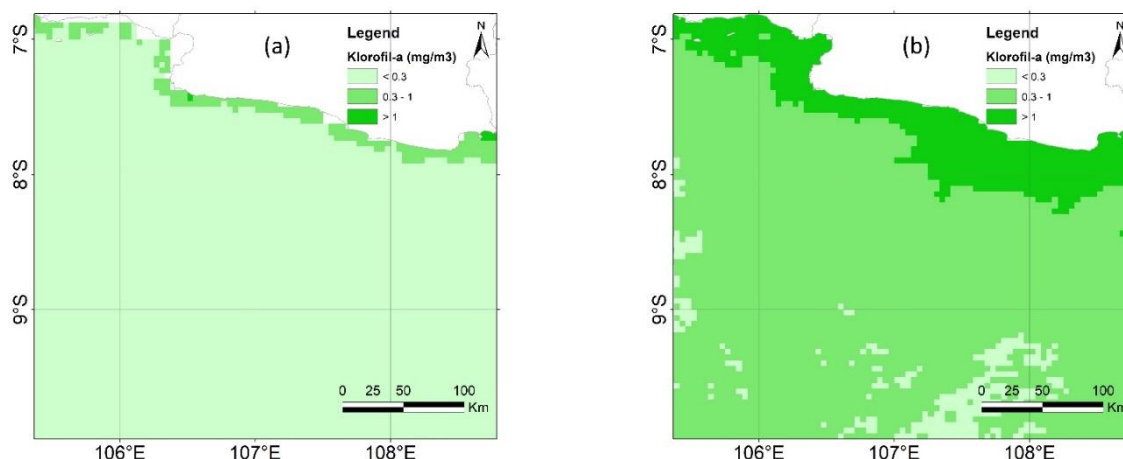 (a)
N
Legend
Klorofil-a (mg/m3)
< 0.3
0.3 - 1
> 1
7°S
8°S
9°S
0 25 50 100
Km
106°E 107°E 108°E
(b)
N
Legend
Klorofil-a (mg/m3)
< 0.3
0.3 - 1
> 1
7°S
8°S
9°S
0 25 50 100
Km
106°E 107°E 108°E